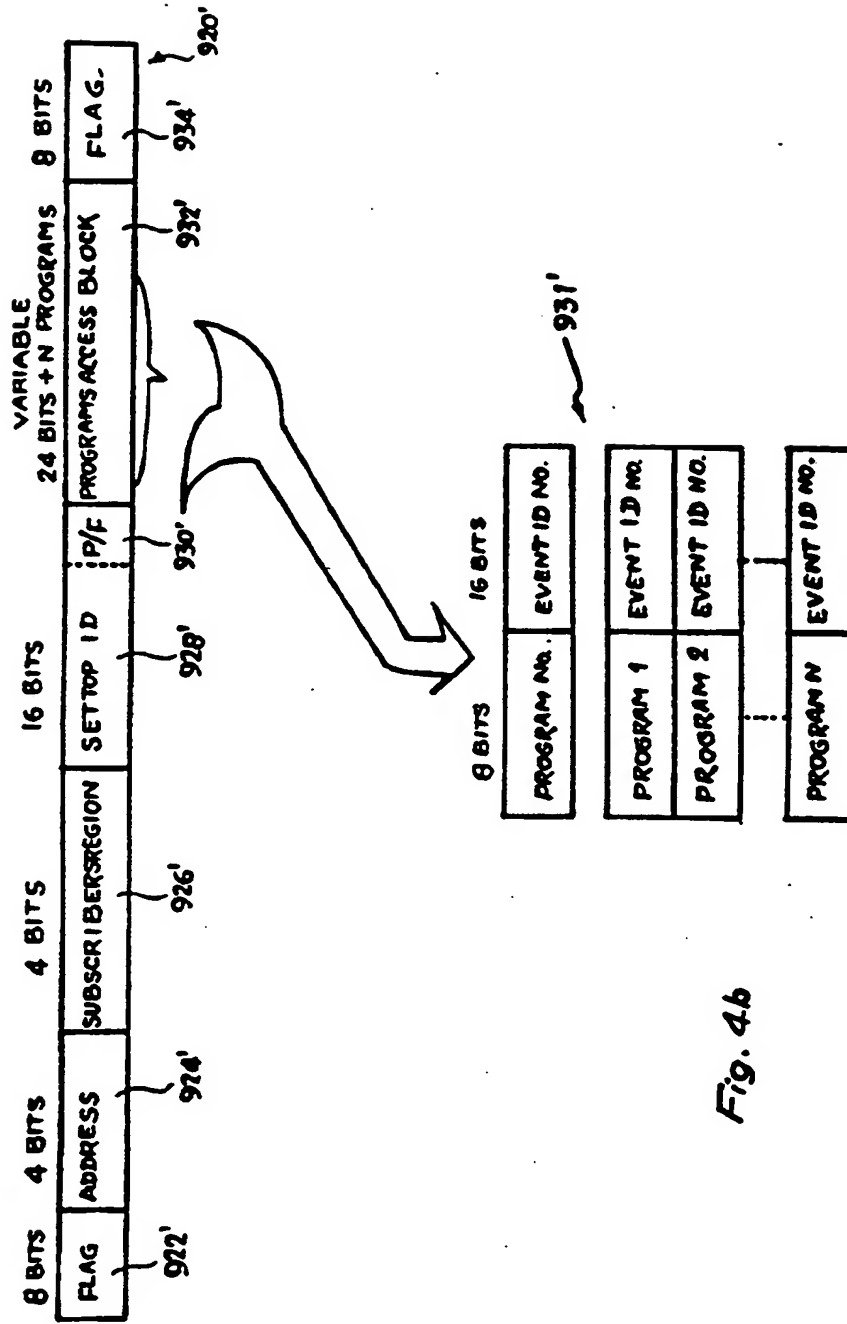 VARIABLE
8 BITS 4 BITS 4 BITS 16 BITS 24 BITS + N PROGRAMS 8 BITS
FLAG ADDRESS SUBSCRIBERSREGION SETTOP ID P/F PROGRAMS ACCESS BLOCK FLAG.
922' 924' 926' 928' 930' 932' 934' 920'
8 BITS 16 BITS
PROGRAM NO. EVENT ID NO.
931'
PROGRAM 1 EVENT ID NO.
PROGRAM 2 EVENT ID NO.
PROGRAM N EVENT ID NO.
Fig. 4b